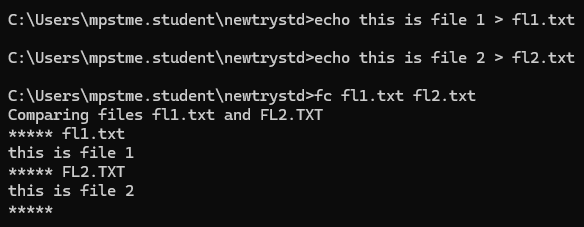 C:\Users\mpstme.student\newtrystd>echo this is file 1 > fl1.txt
C:\Users\mpstme.student\newtrystd>echo this is file 2 > fl2.txt
C:\Users\mpstme.student\newtrystd>fc fl1.txt fl2.txt
Comparing files fl1.txt and FL2.TXT
***** fl1.txt
this is file 1
***** FL2.TXT
this is file 2
*****